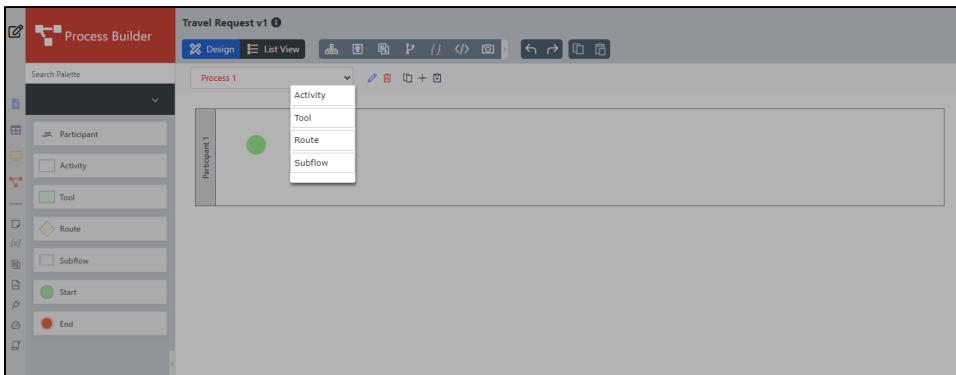 Travel Request v1
Process Builder
Design
List View
Search Palette
Process 1
Activity
Tool
Route
Subflow
Participant 1
Participant
Activity
Tool
Route
Subflow
Start
End